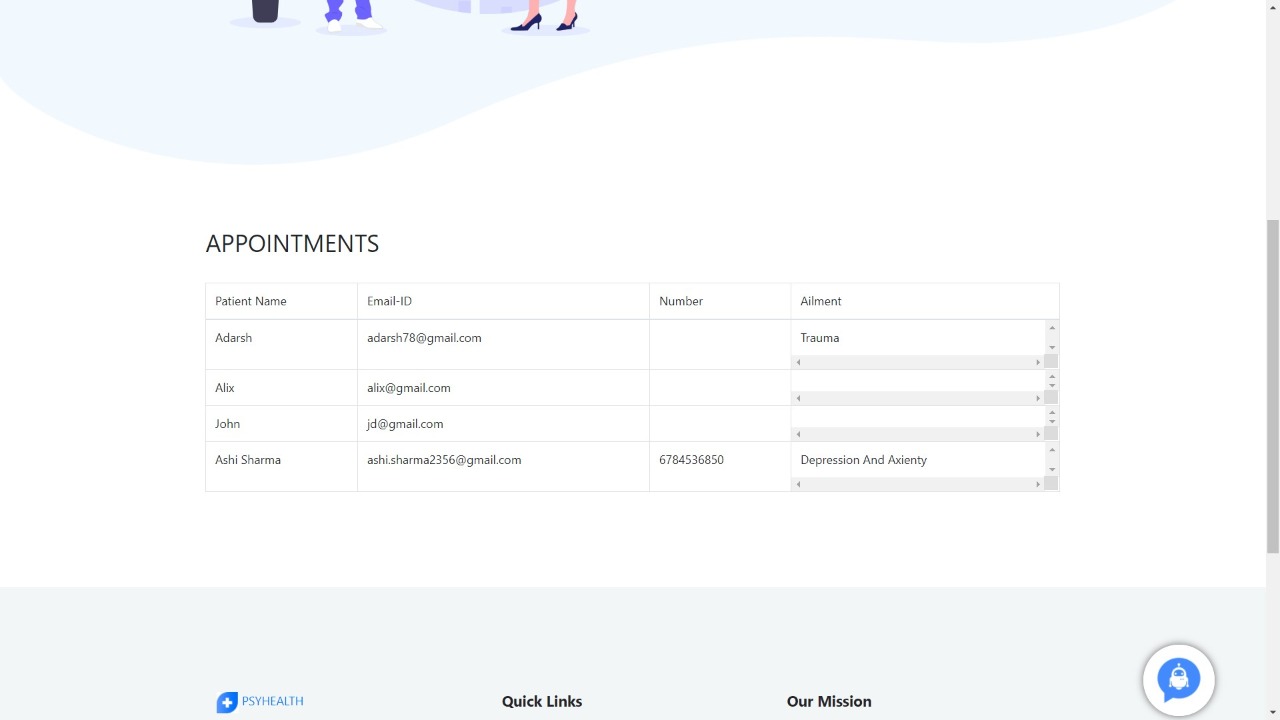 APPOINTMENTS
Patient Name Email-ID Number Ailment
Adarsh adarsh78@gmail.com Trauma
Alix alix@gmail.com
John jd@gmail.com
Ashi Sharma ashi.sharma2356@gmail.com 6784536850 Depression And Axienty
PSYHEALTH Quick Links Our Mission